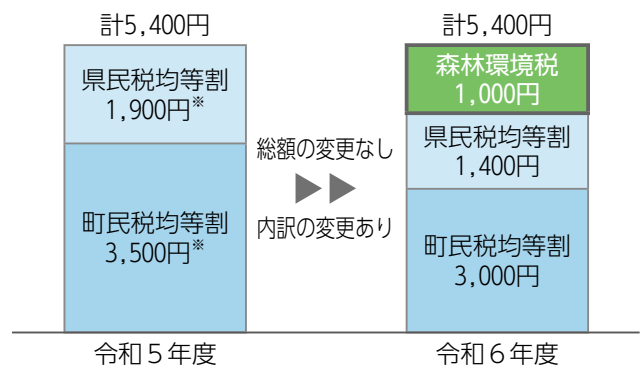 計5,400円
県民税均等割
1,900円※
町民税均等割
3,500円※
令和５年度
総額の変更なし
▶▶
内訳の変更あり
計5,400円
森林環境税
1,000円
県民税均等割
1,400円
町民税均等割
3,000円
令和６年度